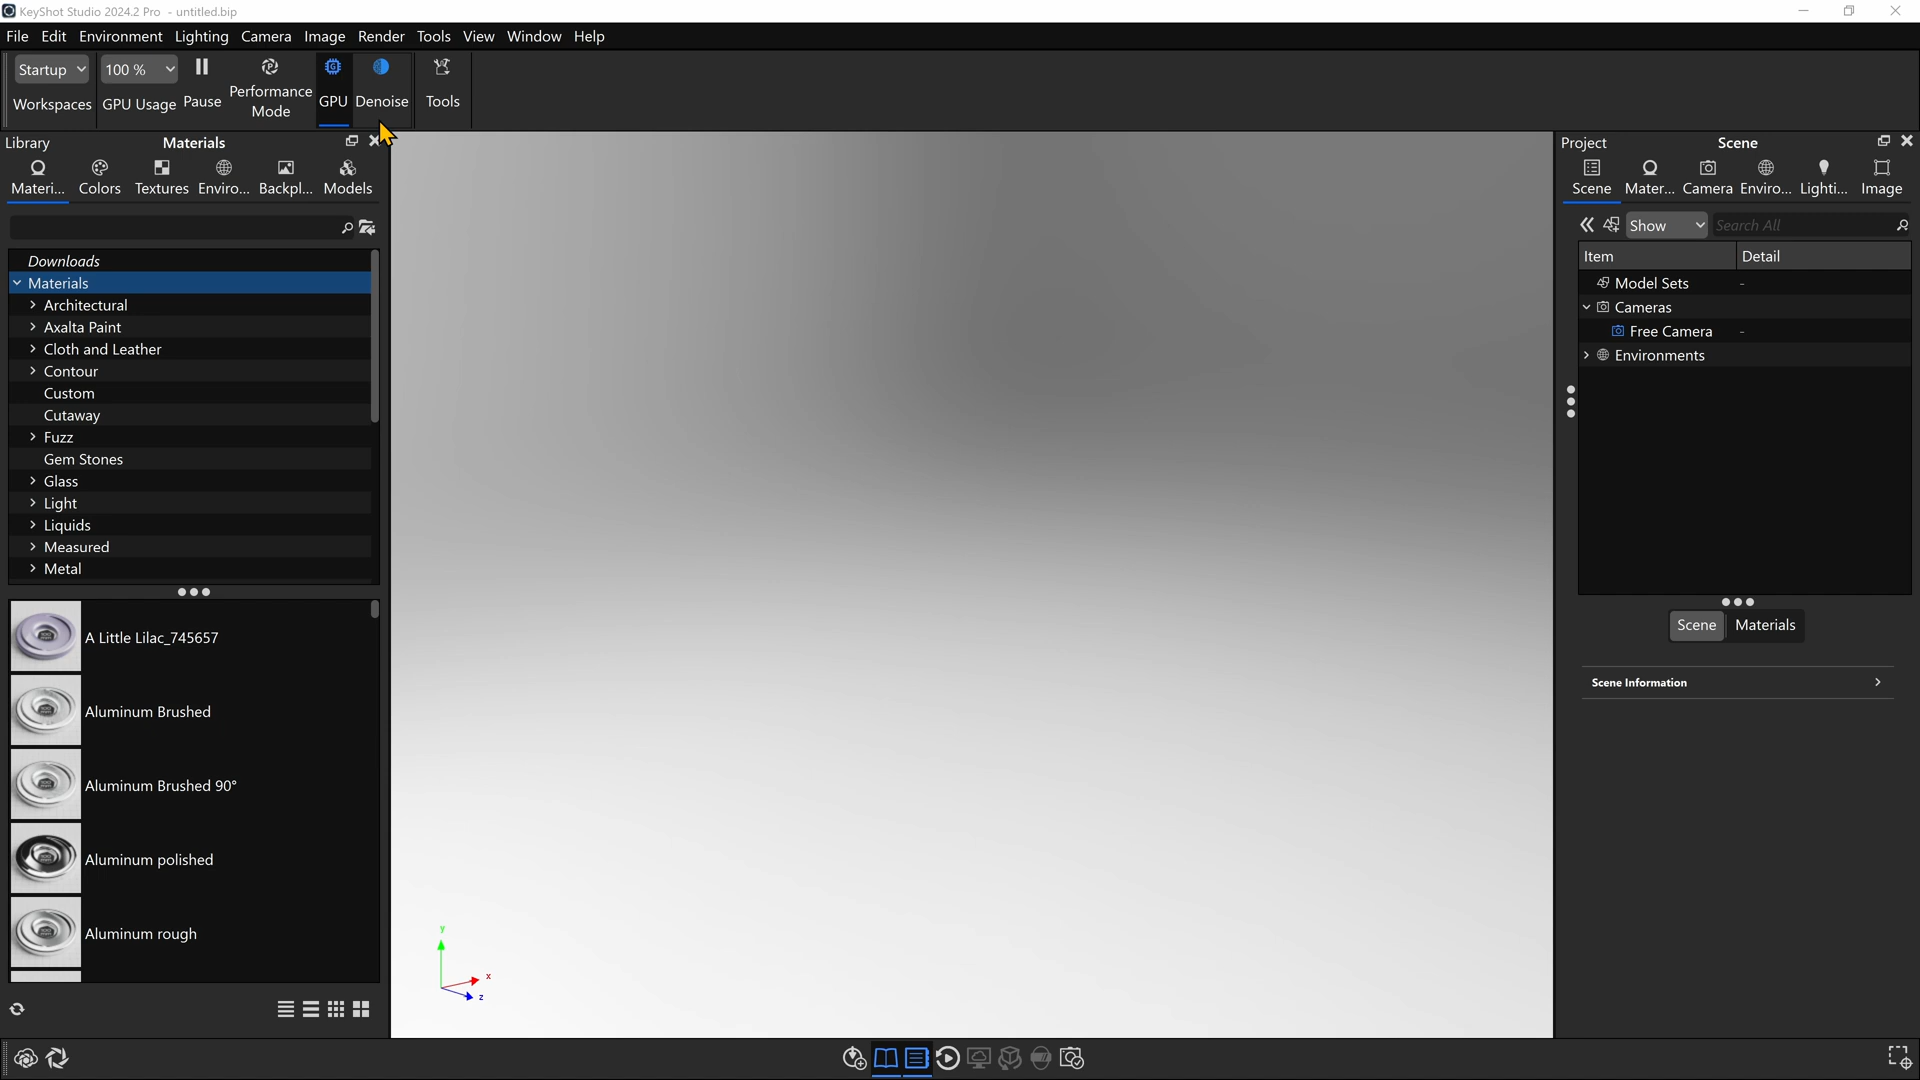 KeyShot Studio 2024.2 Pro - untitled.bip
File Edit Environment Lighting Camera Image Render Tools View Window Help
Startup 100 %
Workspaces GPU Usage Pause Performance Mode GPU Denoise Tools
Library Materials
Materi... Colors Textures Enviro... Backpl... Models
Downloads
Materials
Architectural
Axalta Paint
Cloth and Leather
Contour
Custom
Cutaway
Fuzz
Gem Stones
Glass
Light
Liquids
Measured
Metal
A Little Lilac_745657
Aluminum Brushed
Aluminum Brushed 90°
Aluminum polished
Aluminum rough
y
x
z
Project Scene
Scene Mater... Camera Enviro... Lighti... Image
Show Search All
Item Detail
Model Sets -
Cameras
Free Camera -
Environments
Scene Materials
Scene Information